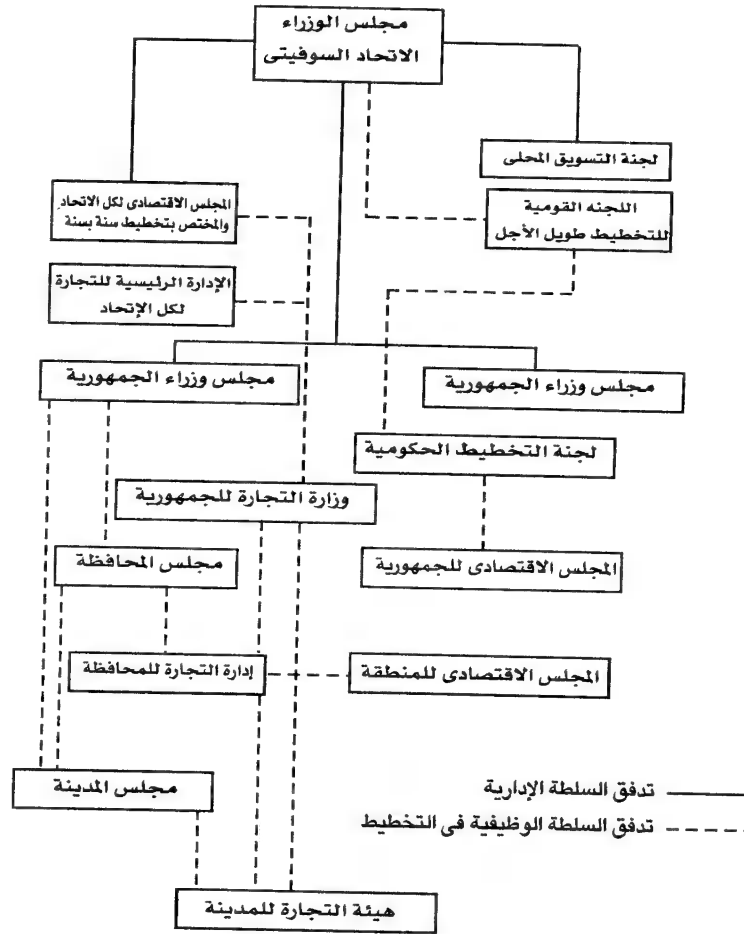 مجلس الوزراء
الاتحاد السوفيتى
لجنة التسويق المحلى
المجلس الاقتصادى لكل الاتحاد
والمختص بتخطيط سنة بسنة
اللجنه القومية
للتخطيط طويل الأجل
الإدارة الرئيسية للتجارة
لكل الإتحاد
مجلس وزراء الجمهورية
مجلس وزراء الجمهورية
لجنة التخطيط الحكومية
وزارة التجارة للجمهورية
مجلس المحافظة
المجلس الاقتصادى للجمهورية
إدارة التجارة للمحافظة
المجلس الاقتصادى للمنطقة
مجلس المدينة
تدفق السلطة الإدارية
تدفق السلطة الوظيفية فى التخطيط
هيئة التجارة للمدينة